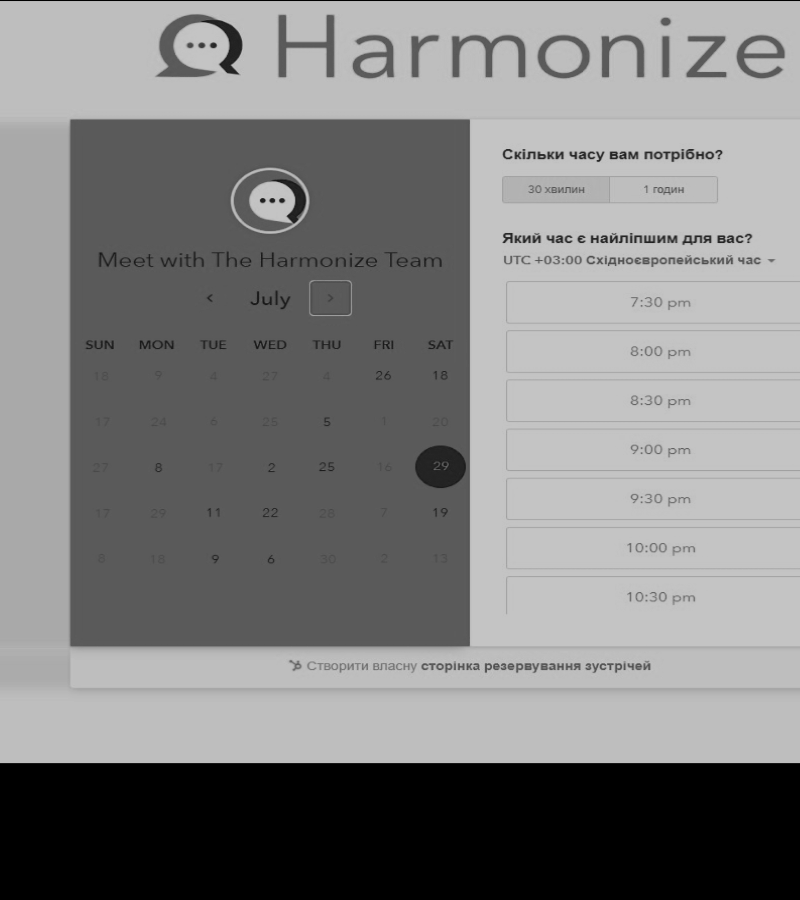 Harmonize
Meet with The Harmonize Team
July
SUN MON TUE WED THU FRI SAT
18 9 4 27 4 26 18
17 24 6 25 5 1 20
27 8 17 2 25 16 29
17 29 11 22 28 7 19
8 18 9 6 30 2 13
Скільки часу вам потрібно?
30 хвилин 1 годин
Який час є найліпшим для вас?
UTC +03:00 Східноєвропейський час
7:30 pm
8:00 pm
8:30 pm
9:00 pm
9:30 pm
10:00 pm
10:30 pm
Створити власну сторінка резервування зустрічей